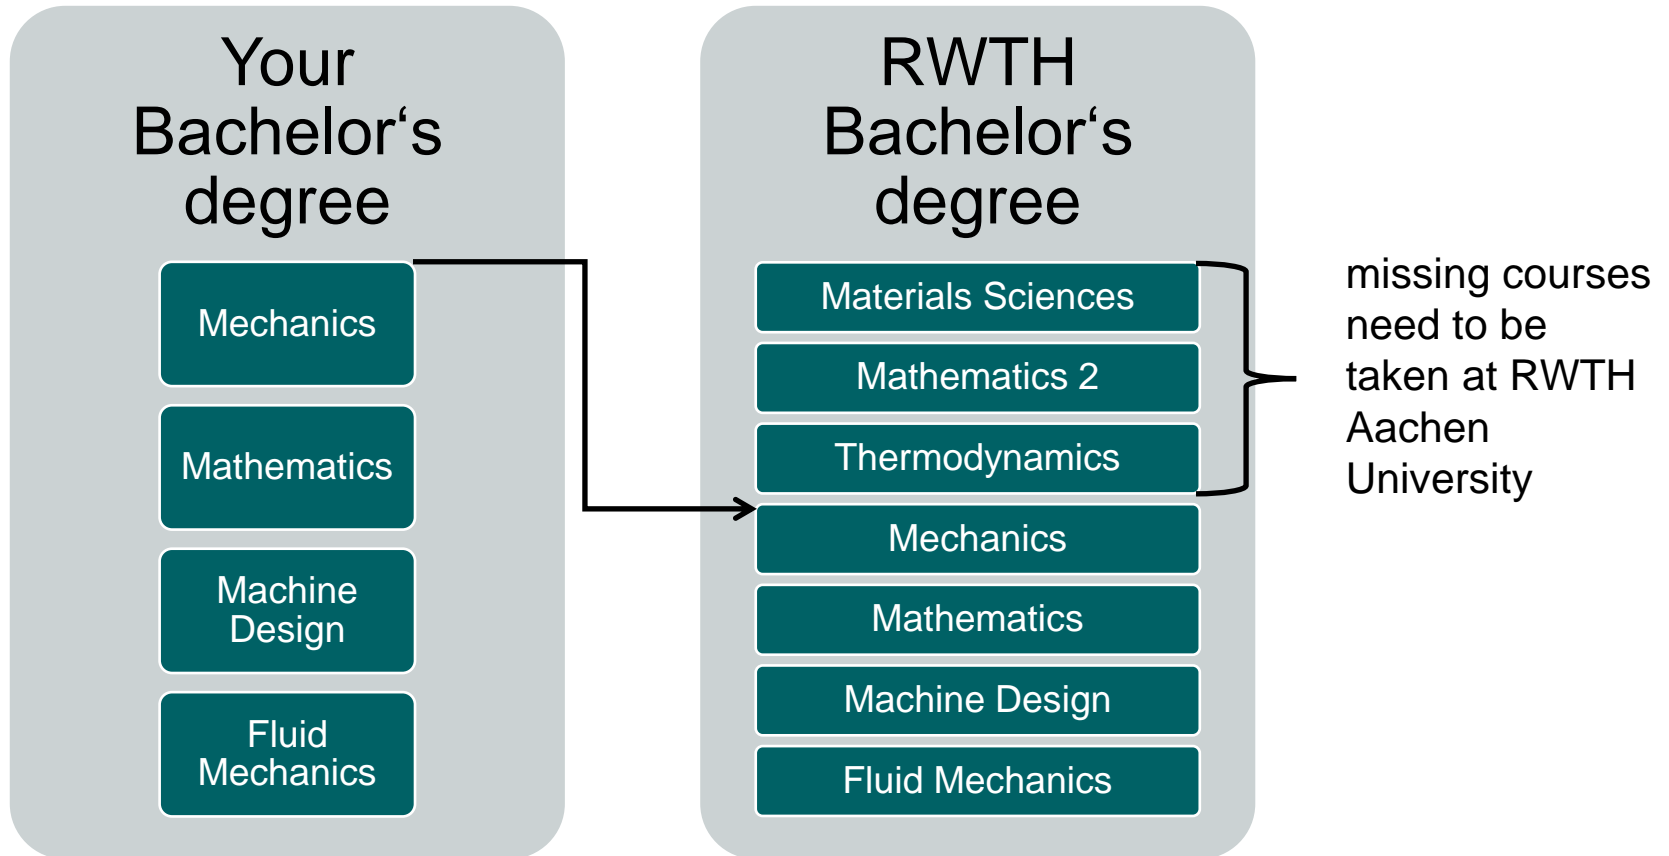 Your
Bachelor‘s
degree
Mechanics
Mathematics
Machine
Design
Fluid
Mechanics
RWTH
Bachelor‘s
degree
Materials Sciences
Mathematics 2
Thermodynamics
Mechanics
Mathematics
Machine Design
Fluid Mechanics
missing courses
need to be
taken at RWTH
Aachen
University